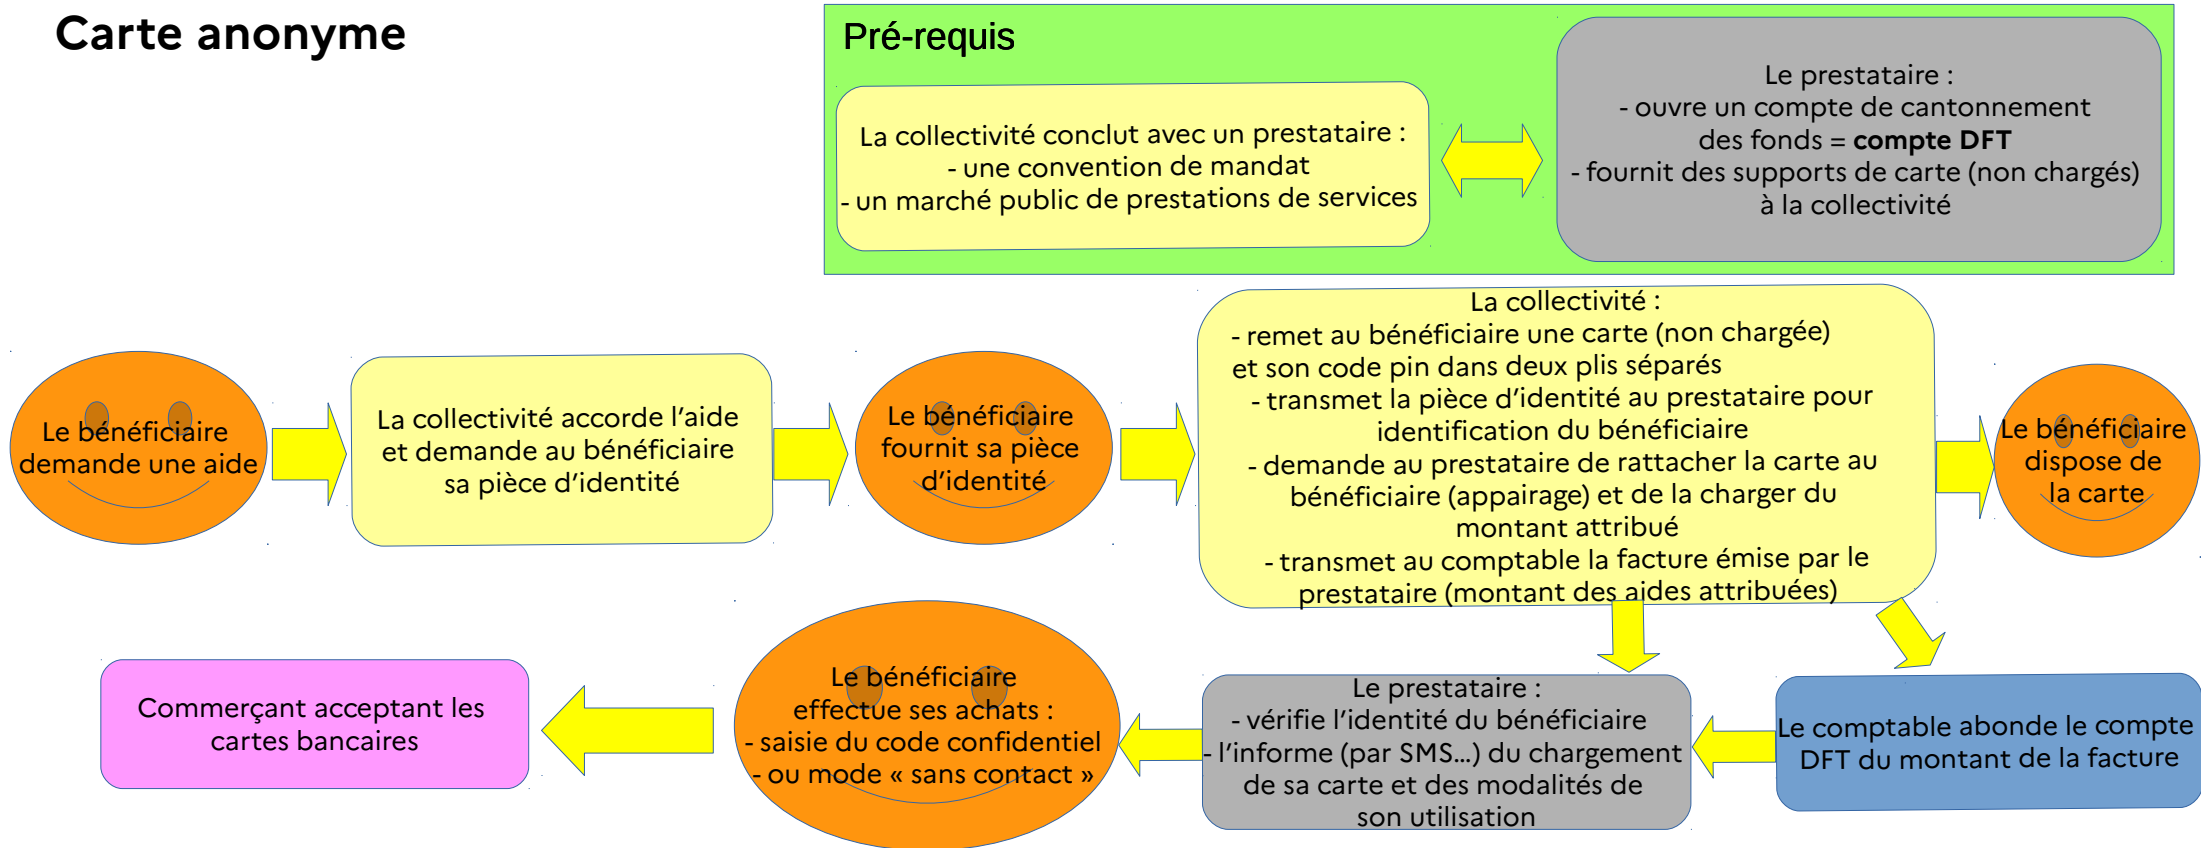 Carte anonyme
Pré-requis
La collectivité conclut avec un prestataire :
- une convention de mandat
- un marché public de prestations de services
Le prestataire :
- ouvre un compte de cantonnement
des fonds = compte DFT
- fournit des supports de carte (non chargés)
à la collectivité
Le bénéficiaire
demande une aide
La collectivité accorde l’aide
et demande au bénéficiaire
sa pièce d’identité
Le bénéficiaire
fournit sa pièce
d’identité
La collectivité :
- remet au bénéficiaire une carte (non chargée)
et son code pin dans deux plis séparés
- transmet la pièce d’identité au prestataire pour
identification du bénéficiaire
- demande au prestataire de rattacher la carte au
bénéficiaire (appairage) et de la charger du
montant attribué
- transmet au comptable la facture émise par le
prestataire (montant des aides attribuées)
Le bénéficiaire
dispose de
la carte
Le comptable abonde le compte
DFT du montant de la facture
Le prestataire :
- vérifie l’identité du bénéficiaire
- l’informe (par SMS…) du chargement
de sa carte et des modalités de
son utilisation
Le bénéficiaire
effectue ses achats :
- saisie du code confidentiel
- ou mode « sans contact »
Commerçant acceptant les
cartes bancaires